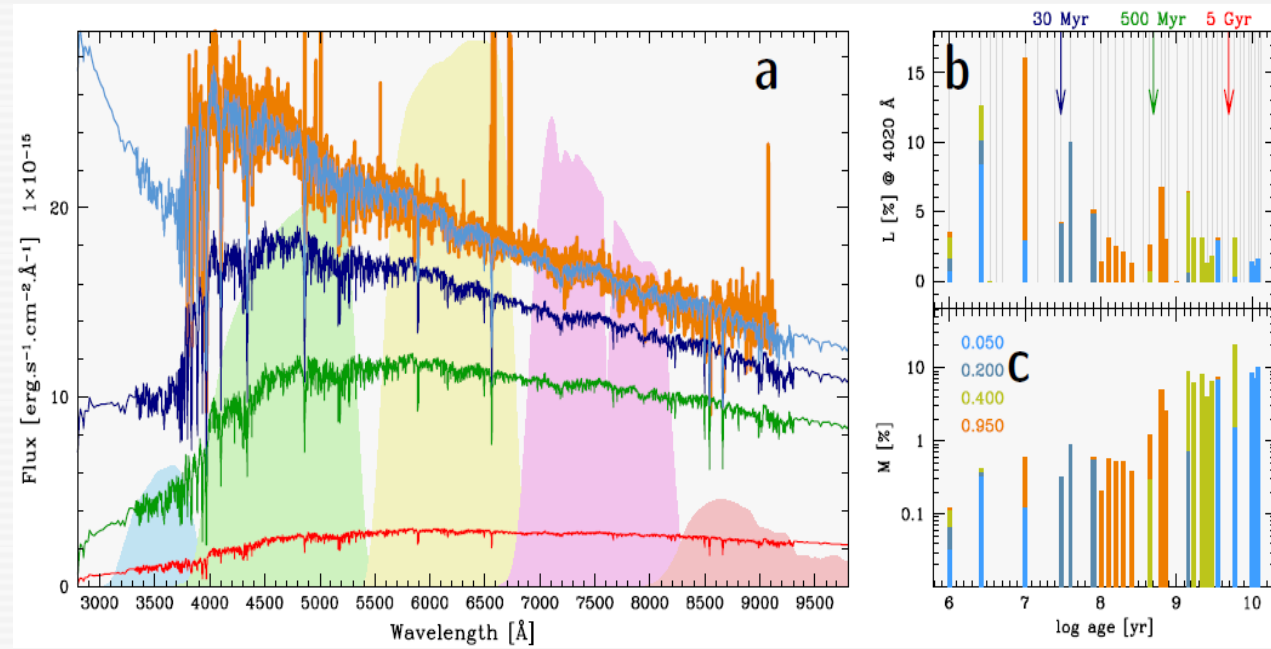 30 Myr 500 Myr 5 Gyr
a
Flux [erg.s⁻¹.cm⁻².Å⁻¹] 1×10⁻¹⁵
20
10
0
3000 3500 4000 4500 5000 5500 6000 6500 7000 7500 8000 8500 9000 9500
Wavelength [Å]
b
L [%] @ 4020 Å
15
10
5
0
c
M [%]
10
1
0.1
0.050
0.200
0.400
0.950
6 7 8 9 10
log age [yr]